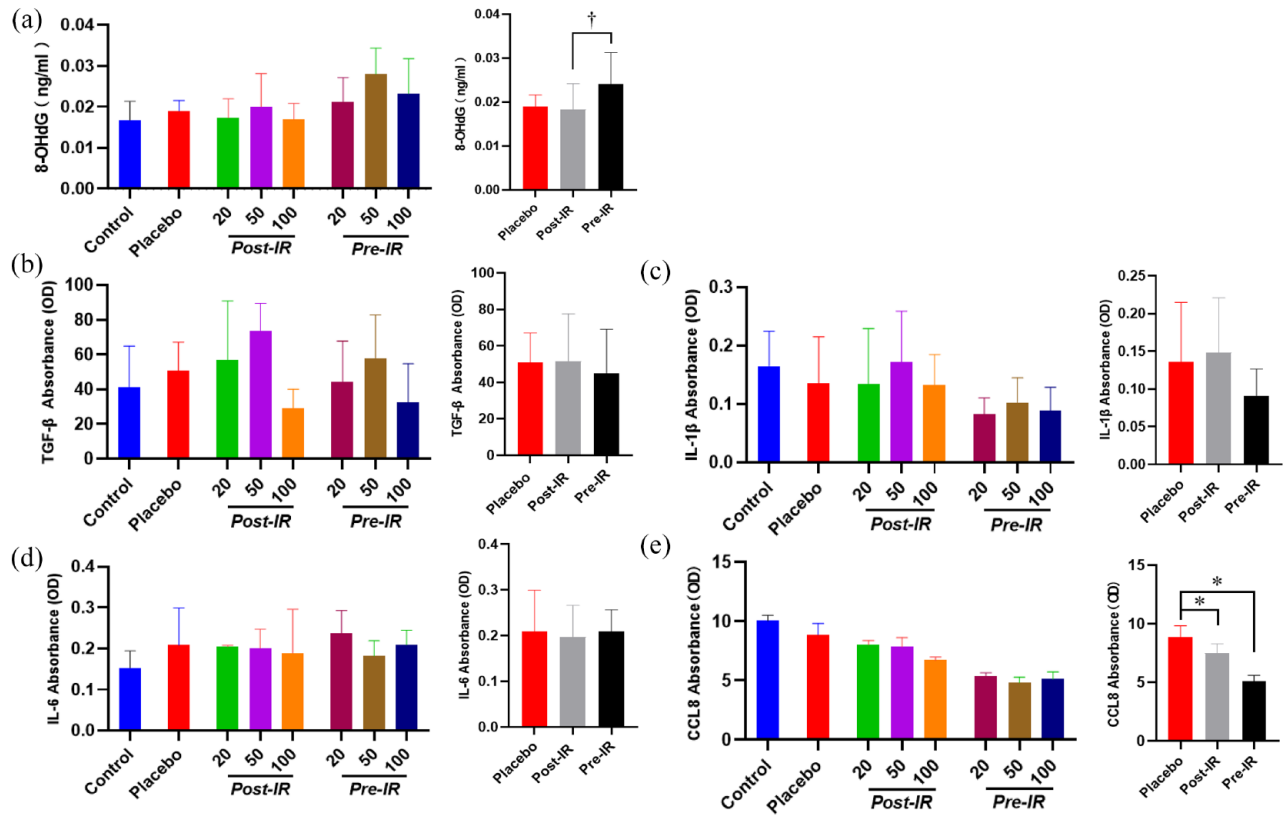 (a)
8-OHdG ( ng/ml )
0.04
0.03
0.02
0.01
0.00
Control
Placebo
20
50
100
20
50
100
Post-IR
Pre-IR
8-OHdG ( ng/ml )
0.04
0.03
0.02
0.01
0.00
†
Placebo
Post-IR
Pre-IR
(b)
TGF-β Absorbance (OD)
100
80
60
40
20
0
Control
Placebo
20
50
100
20
50
100
Post-IR
Pre-IR
TGF-β Absorbance (OD)
100
80
60
40
20
0
Placebo
Post-IR
Pre-IR
(c)
IL-1β Absorbance (OD)
0.3
0.2
0.1
0.0
Control
Placebo
20
50
100
20
50
100
Post-IR
Pre-IR
IL-1β Absorbance (OD)
0.25
0.20
0.15
0.10
0.05
0.00
Placebo
Post-IR
Pre-IR
(d)
IL-6 Absorbance (OD)
0.4
0.3
0.2
0.1
0.0
Control
Placebo
20
50
100
20
50
100
Post-IR
Pre-IR
IL-6 Absorbance (OD)
0.4
0.3
0.2
0.1
0.0
Placebo
Post-IR
Pre-IR
(e)
CCL8 Absorbance (OD)
15
10
5
0
Control
Placebo
20
50
100
20
50
100
Post-IR
Pre-IR
CCL8 Absorbance (OD)
15
10
5
0
*
*
Placebo
Post-IR
Pre-IR